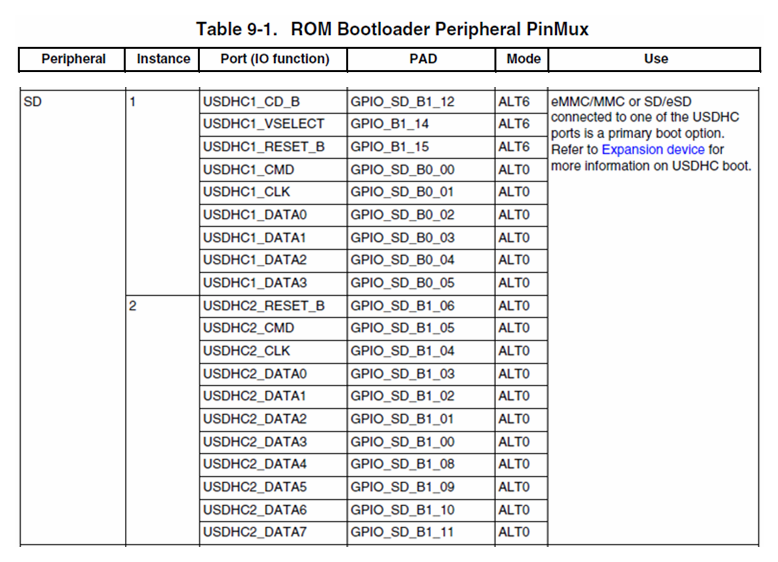 Table 9-1. ROM Bootloader Peripheral PinMux
Peripheral Instance Port (IO function) PAD Mode Use
SD 1 USDHC1_CD_B GPIO_SD_B1_12 ALT6 eMMC/MMC or SD/eSD
USDHC1_VSELECT GPIO_B1_14 ALT6 connected to one of the USDHC
ports is a primary boot option.
USDHC1_RESET_B GPIO_B1_15 ALT6 Refer to Expansion device for
USDHC1_CMD GPIO_SD_B0_00 ALT0 more information on USDHC boot.
USDHC1_CLK GPIO_SD_B0_01 ALT0
USDHC1_DATA0 GPIO_SD_B0_02 ALT0
USDHC1_DATA1 GPIO_SD_B0_03 ALT0
USDHC1_DATA2 GPIO_SD_B0_04 ALT0
USDHC1_DATA3 GPIO_SD_B0_05 ALT0
2 USDHC2_RESET_B GPIO_SD_B1_06 ALT0
USDHC2_CMD GPIO_SD_B1_05 ALT0
USDHC2_CLK GPIO_SD_B1_04 ALT0
USDHC2_DATA0 GPIO_SD_B1_03 ALT0
USDHC2_DATA1 GPIO_SD_B1_02 ALT0
USDHC2_DATA2 GPIO_SD_B1_01 ALT0
USDHC2_DATA3 GPIO_SD_B1_00 ALT0
USDHC2_DATA4 GPIO_SD_B1_08 ALT0
USDHC2_DATA5 GPIO_SD_B1_09 ALT0
USDHC2_DATA6 GPIO_SD_B1_10 ALT0
USDHC2_DATA7 GPIO_SD_B1_11 ALT0